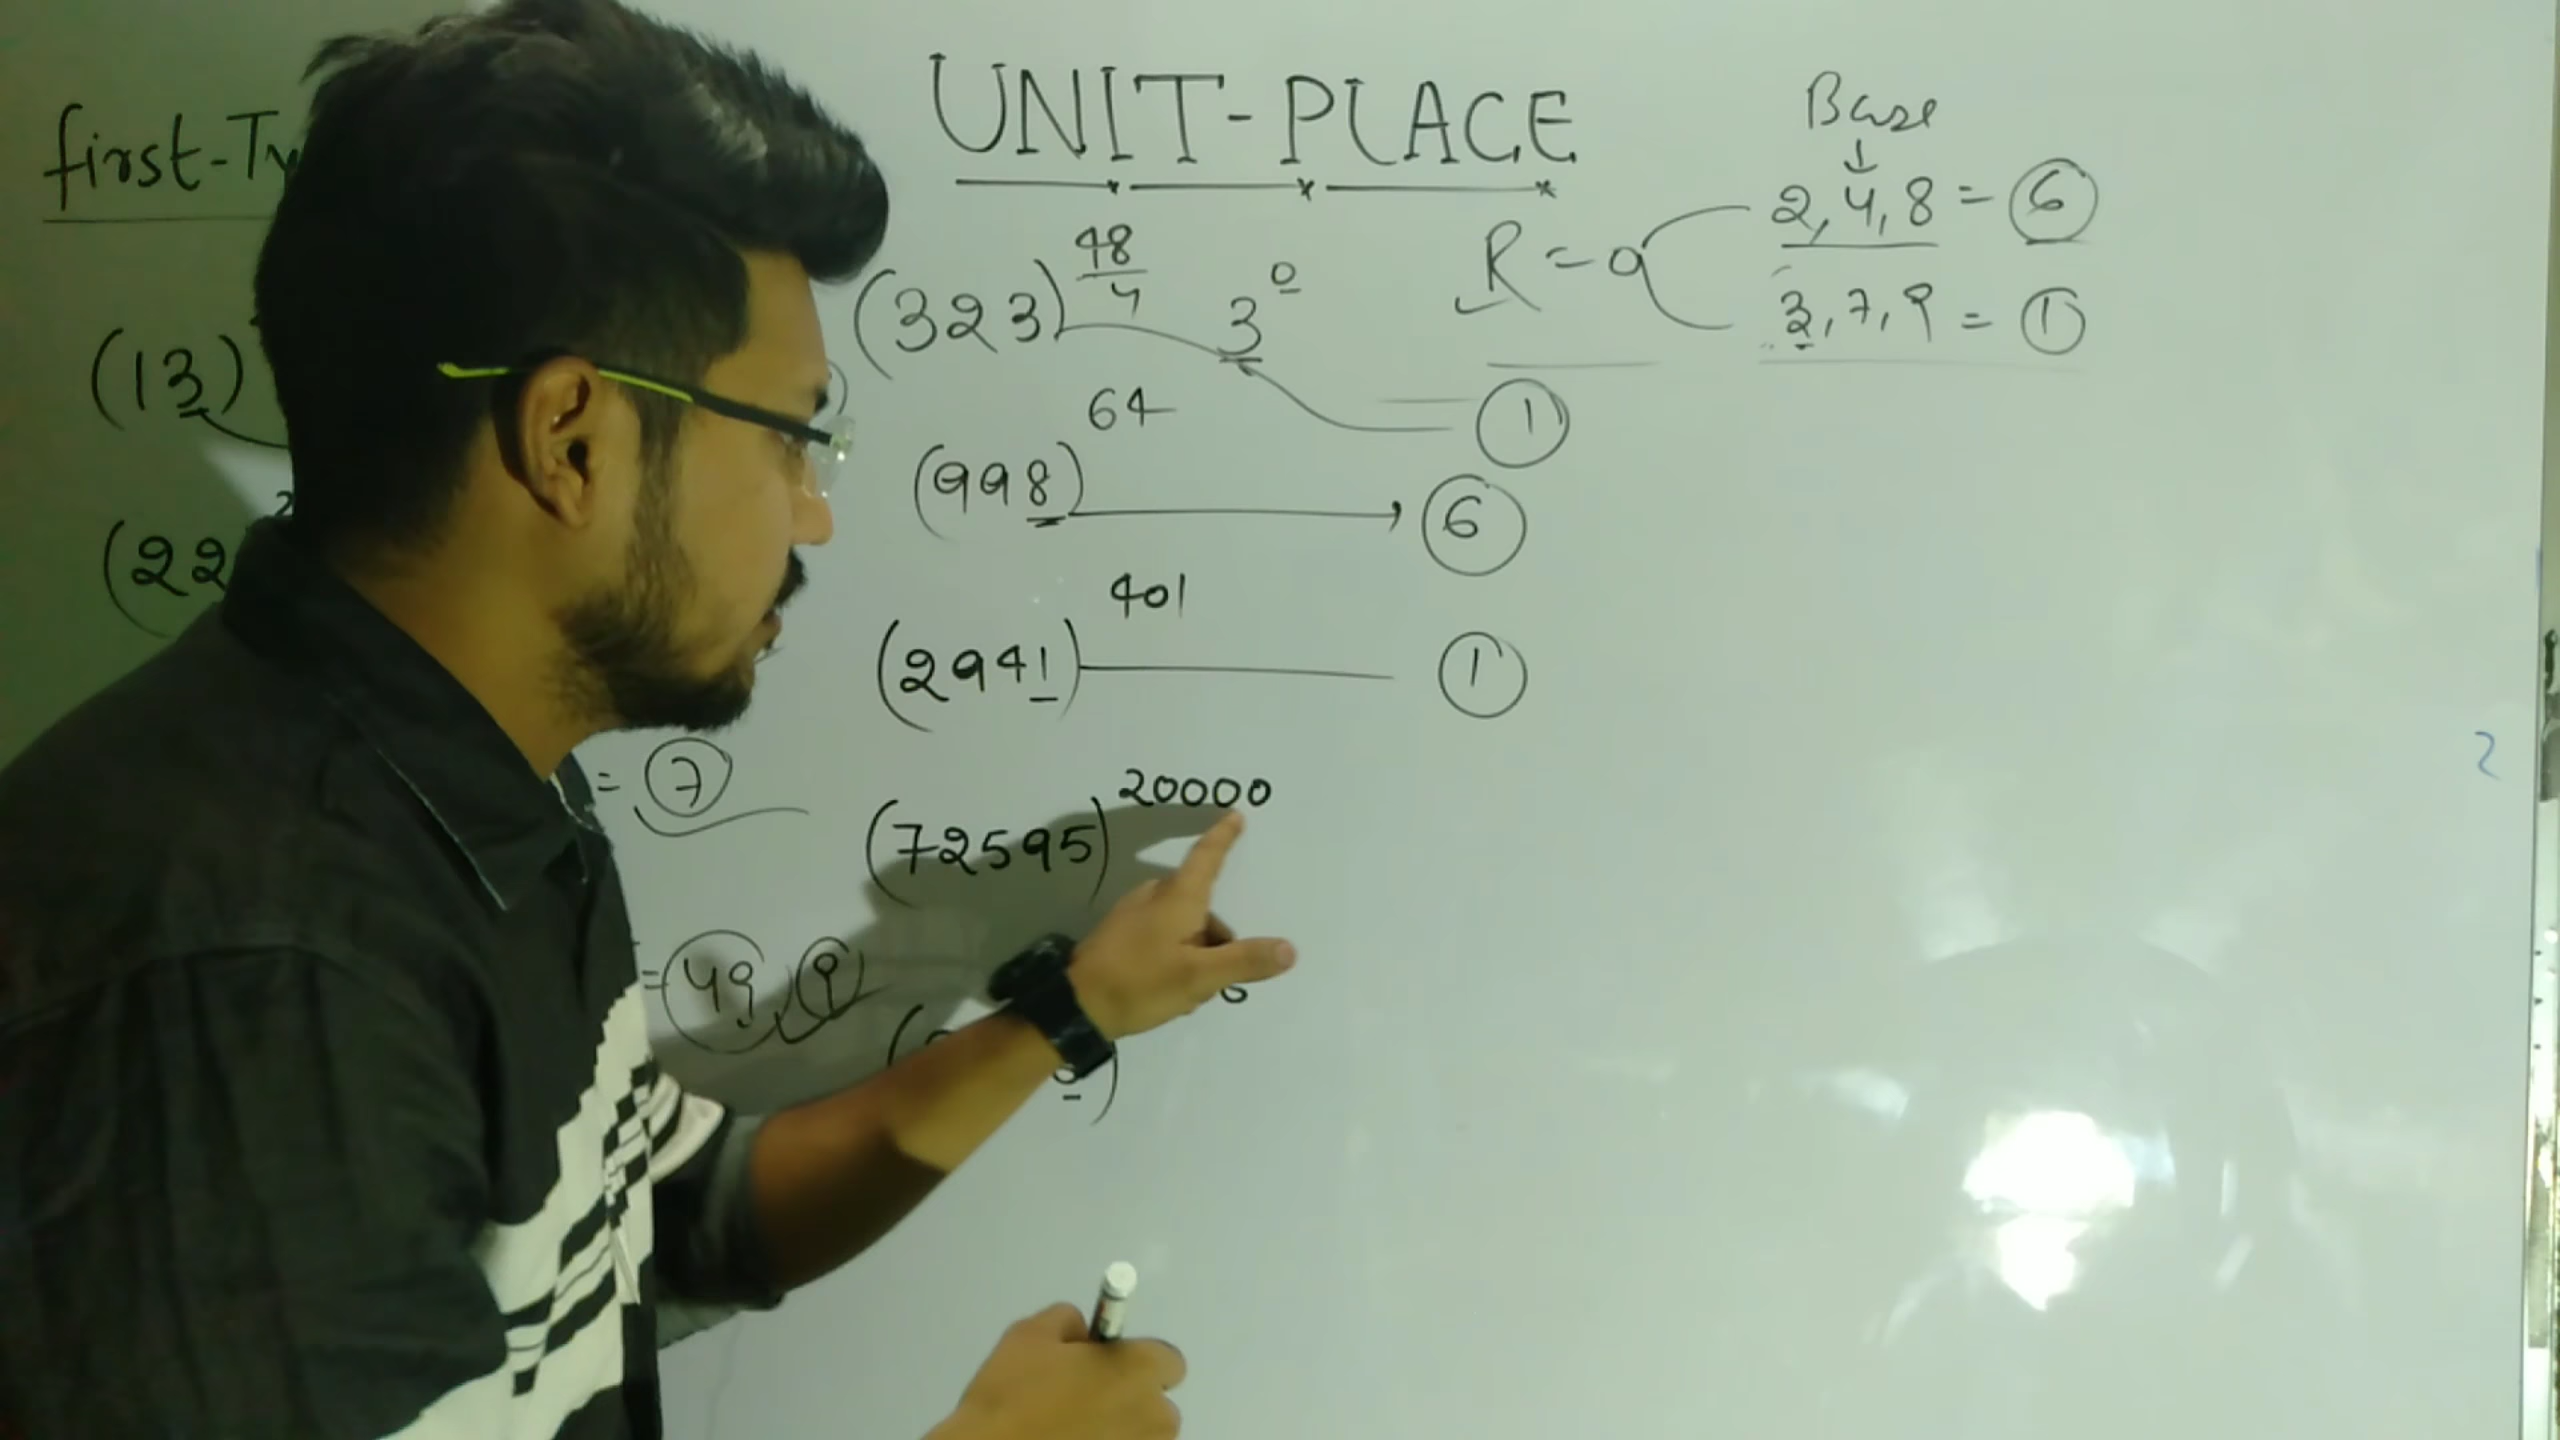 UNIT-PLACE
first-
(13)
(22
= 7
= 49, 9
(323)^48/4 3^0
(998)^64 → 6
(2941)^401 1
(72595)^20000
Base
↓
R = 0
2, 4, 8 = 6
3, 7, 9 = 1
1